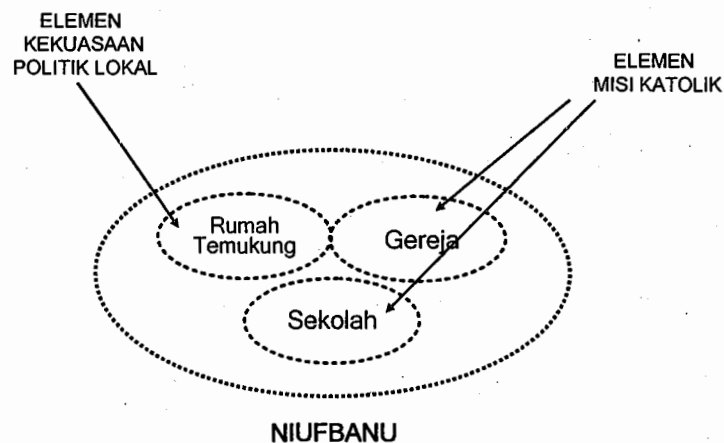 ELEMEN
KEKUASAAN
POLITIK LOKAL
ELEMEN
MISI KATOLIK
Rumah
Temukung
Gereja
Sekolah
NIUFBANU